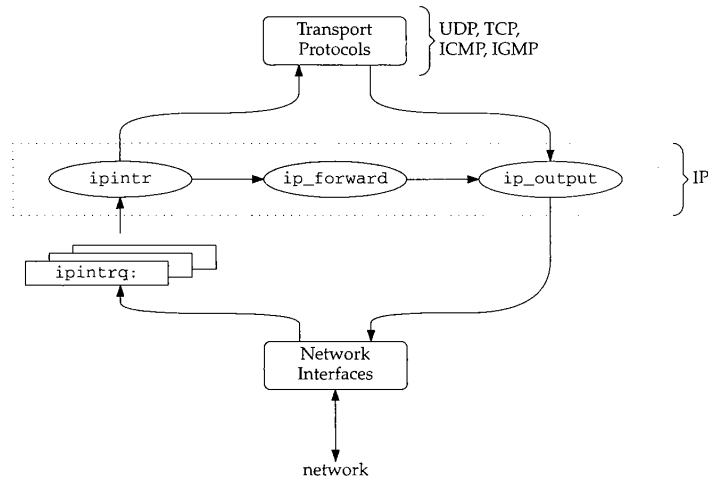 Transport
Protocols
UDP, TCP,
ICMP, IGMP
ipintr
ip_forward
ip_output
IP
ipintrq:
Network
Interfaces
network